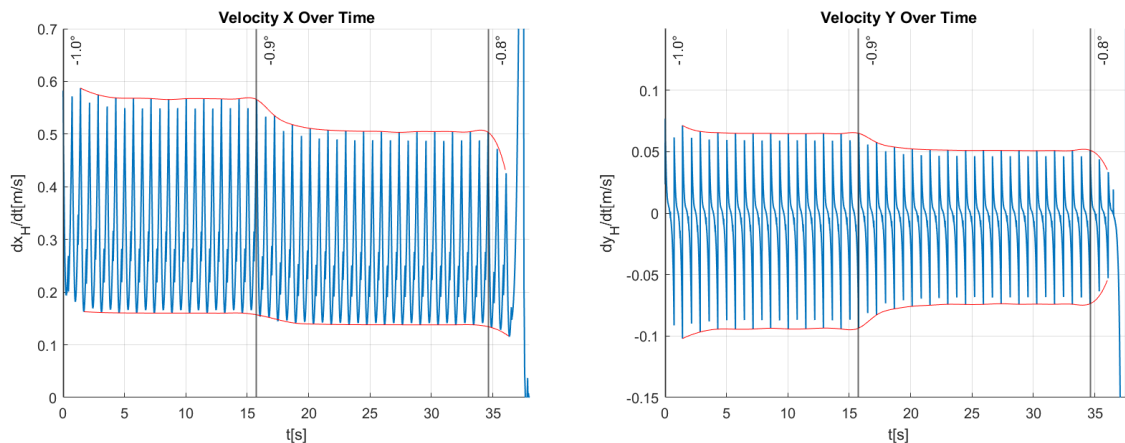 Velocity X Over Time
-1.0°
-0.9°
-0.8°
0.7
0.6
0.5
0.4
0.3
0.2
0.1
0
dx_H/dt[m/s]
0 5 10 15 20 25 30 35
t[s]
Velocity Y Over Time
-1.0°
-0.9°
-0.8°
0.1
0.05
0
-0.05
-0.1
-0.15
dy_H/dt[m/s]
0 5 10 15 20 25 30 35
t[s]